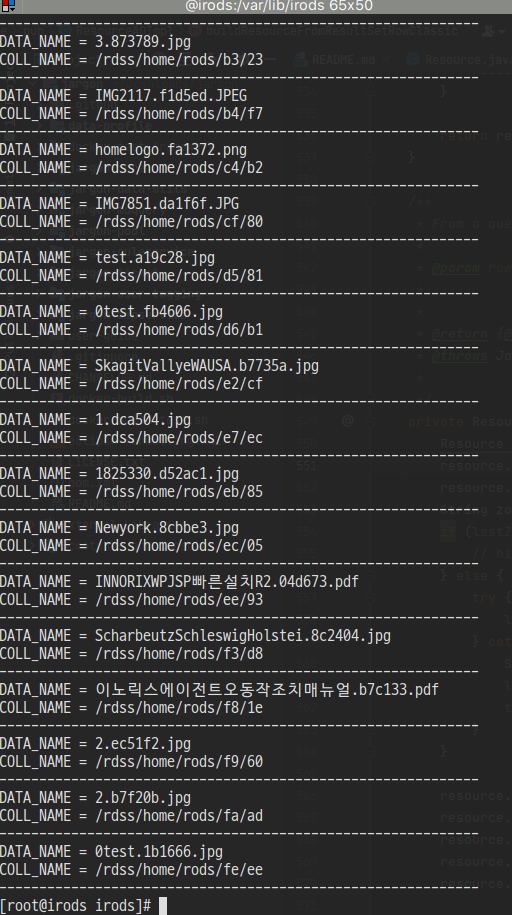 @irods:/var/lib/irods 65x50
------------------------------------------------------------
DATA_NAME = 3.873789.jpg
COLL_NAME = /rdss/home/rods/b3/23
------------------------------------------------------------
DATA_NAME = IMG2117.f1d5ed.JPEG
COLL_NAME = /rdss/home/rods/b4/f7
------------------------------------------------------------
DATA_NAME = homelogo.fa1372.png
COLL_NAME = /rdss/home/rods/c4/b2
------------------------------------------------------------
DATA_NAME = IMG7851.da1f6f.JPG
COLL_NAME = /rdss/home/rods/cf/80
------------------------------------------------------------
DATA_NAME = test.a19c28.jpg
COLL_NAME = /rdss/home/rods/d5/81
------------------------------------------------------------
DATA_NAME = 0test.fb4606.jpg
COLL_NAME = /rdss/home/rods/d6/b1
------------------------------------------------------------
DATA_NAME = SkagitVallyeWAUSA.b7735a.jpg
COLL_NAME = /rdss/home/rods/e2/cf
------------------------------------------------------------
DATA_NAME = 1.dca504.jpg
COLL_NAME = /rdss/home/rods/e7/ec
------------------------------------------------------------
DATA_NAME = 1825330.d52ac1.jpg
COLL_NAME = /rdss/home/rods/eb/85
------------------------------------------------------------
DATA_NAME = Newyork.8cbbe3.jpg
COLL_NAME = /rdss/home/rods/ec/05
------------------------------------------------------------
DATA_NAME = INNORIXWPJSP빠른설치R2.04d673.pdf
COLL_NAME = /rdss/home/rods/ee/93
------------------------------------------------------------
DATA_NAME = ScharbeutzSchleswigHolstei.8c2404.jpg
COLL_NAME = /rdss/home/rods/f3/d8
------------------------------------------------------------
DATA_NAME = 이노릭스에이전트오동작조치매뉴얼.b7c133.pdf
COLL_NAME = /rdss/home/rods/f8/1e
------------------------------------------------------------
DATA_NAME = 2.ec51f2.jpg
COLL_NAME = /rdss/home/rods/f9/60
------------------------------------------------------------
DATA_NAME = 2.b7f20b.jpg
COLL_NAME = /rdss/home/rods/fa/ad
------------------------------------------------------------
DATA_NAME = 0test.1b1666.jpg
COLL_NAME = /rdss/home/rods/fe/ee
------------------------------------------------------------
[root@irods irods]#